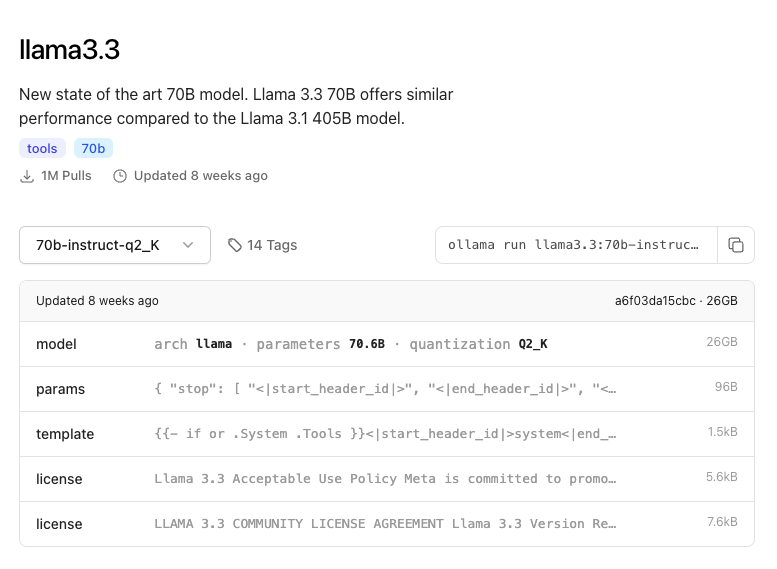 llama3.3
New state of the art 70B model. Llama 3.3 70B offers similar
performance compared to the Llama 3.1 405B model.
tools 70b
1M Pulls Updated 8 weeks ago
70b-instruct-q2_K 14 Tags ollama run llama3.3:70b-instruc…
Updated 8 weeks ago a6f03da15cbc · 26GB
model arch llama · parameters 70.6B · quantization Q2_K 26GB
params { "stop": [ "<|start_header_id|>", "<|end_header_id|>", "<… 96B
template {{- if or .System .Tools }}<|start_header_id|>system<|end_… 1.5kB
license Llama 3.3 Acceptable Use Policy Meta is committed to promo… 5.6kB
license LLAMA 3.3 COMMUNITY LICENSE AGREEMENT Llama 3.3 Version Re… 7.6kB